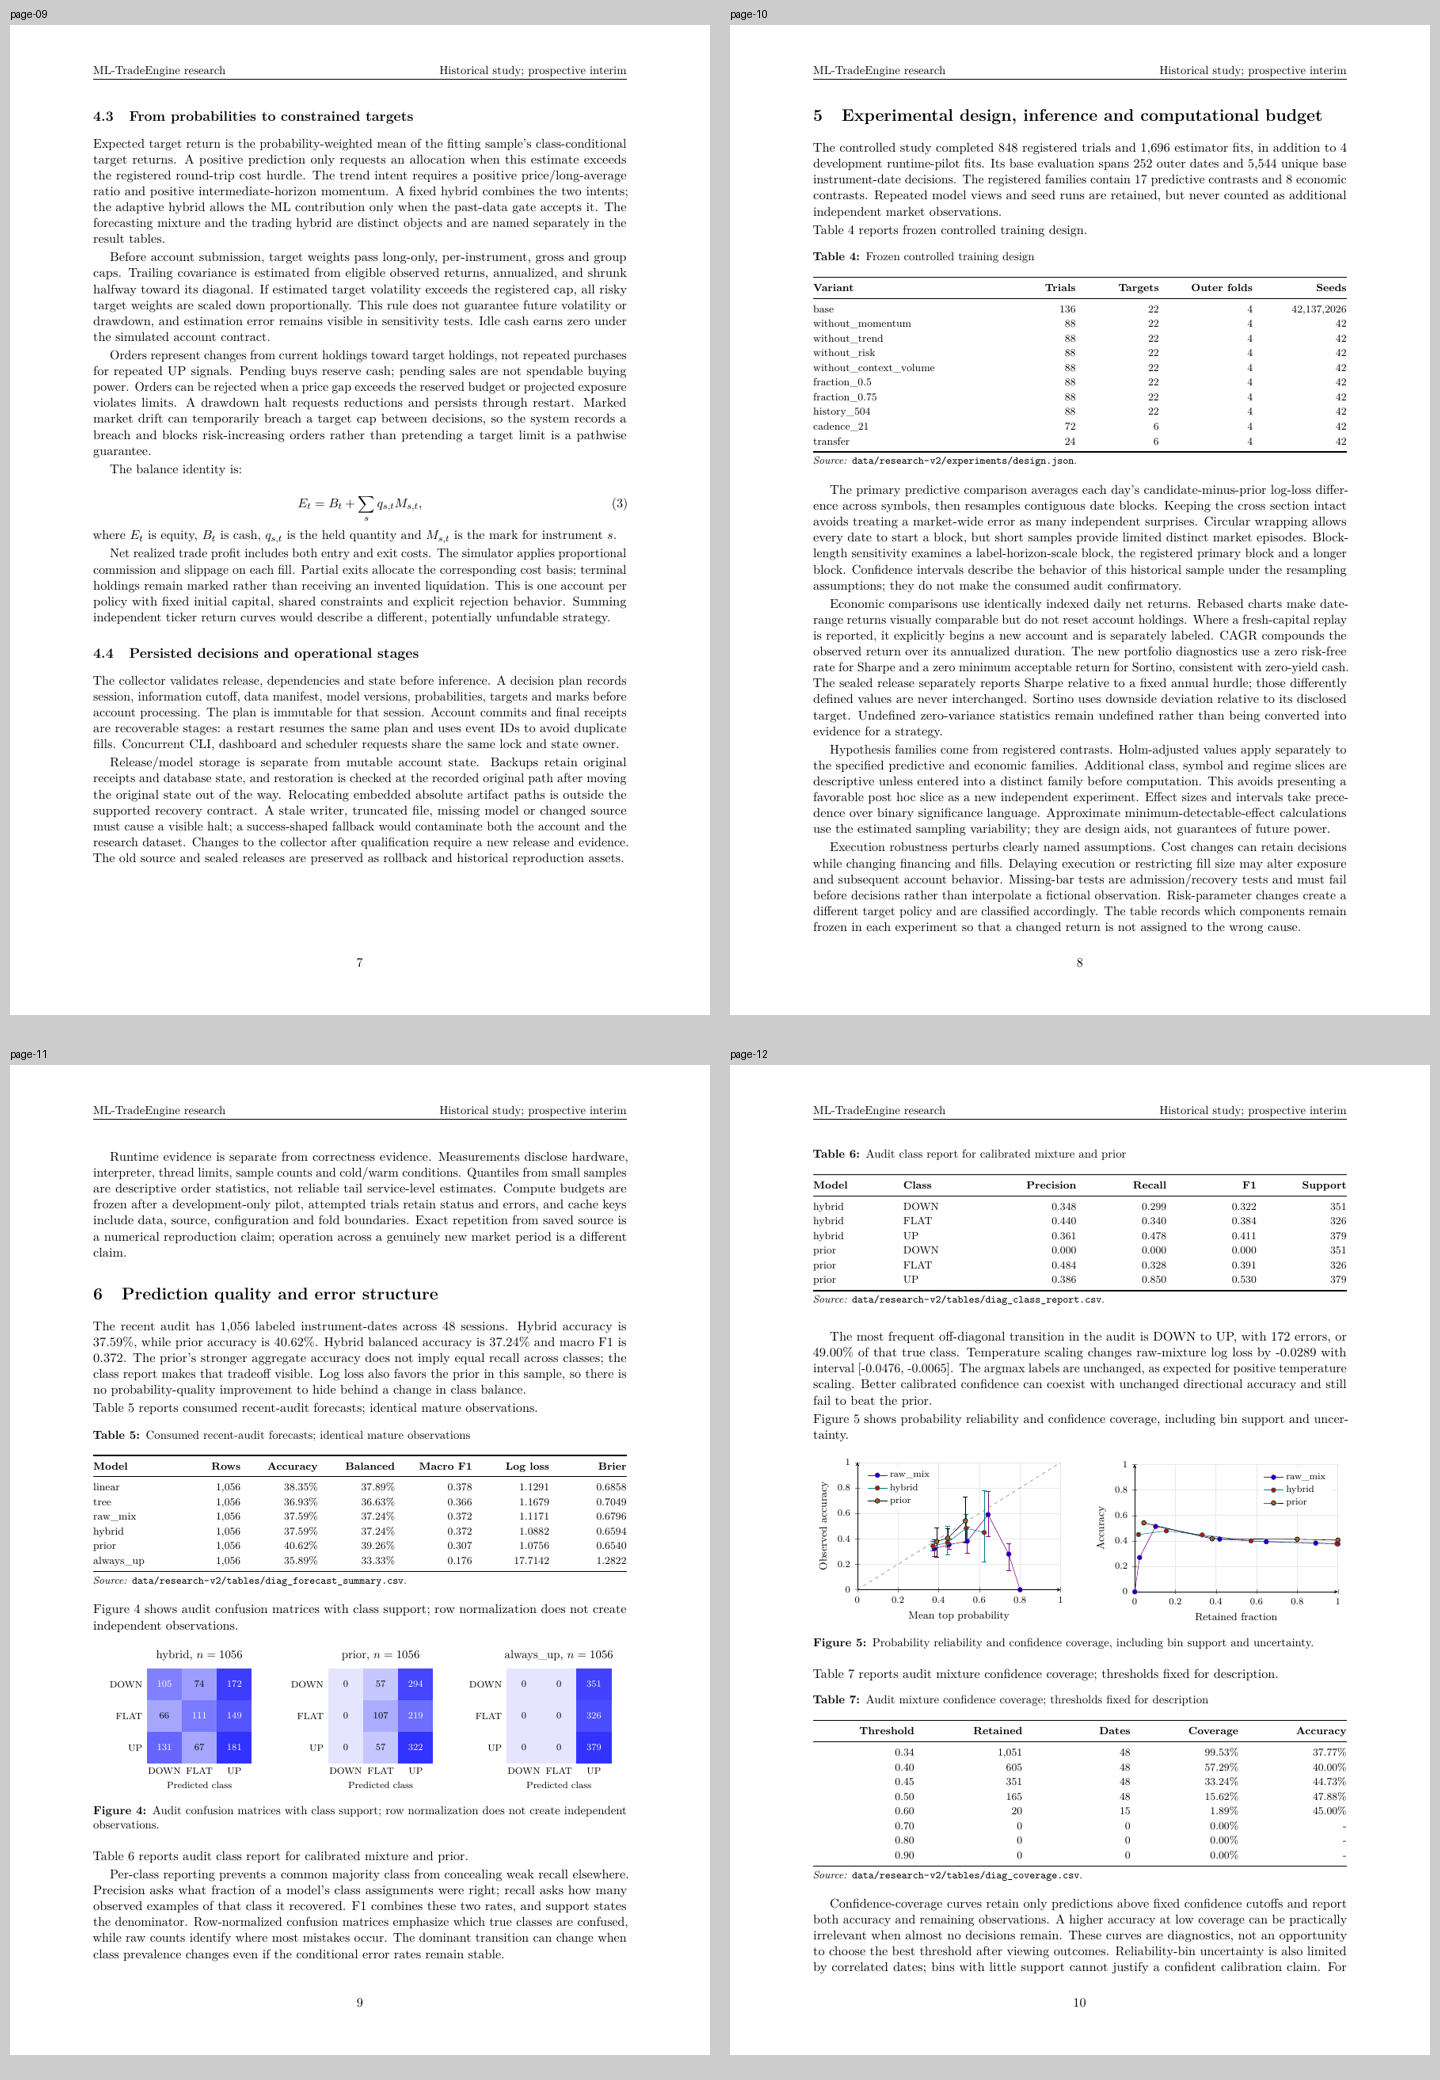 page-09
ML-TradeEngine research Historical study; prospective interim
4.3 From probabilities to constrained targets
Expected target return is the probability-weighted mean of the fitting sample's class-conditional
target returns. A positive prediction only requests an allocation when this estimate exceeds
the registered round-trip cost hurdle. The trend intent requires a positive price/long-average
ratio and positive intermediate-horizon momentum. A fixed hybrid combines the two intents;
the adaptive hybrid allows the ML contribution only when the past-data gate accepts it. The
forecasting mixture and the trading hybrid are distinct objects and are named separately in the
result tables.
Before account submission, target weights pass long-only, per-instrument, gross and group
caps. Trailing covariance is estimated from eligible observed returns, annualized, and shrunk
halfway toward its diagonal. If estimated target volatility exceeds the registered cap, all risky
target weights are scaled down proportionally. This rule does not guarantee future volatility or
drawdown, and estimation error remains visible in sensitivity tests. Idle cash earns zero under
the simulated account contract.
Orders represent changes from current holdings toward target holdings, not repeated purchases
for repeated UP signals. Pending buys reserve cash; pending sales are not spendable buying
power. Orders can be rejected when a price gap exceeds the reserved budget or projected exposure
violates limits. A drawdown halt requests reductions and persists through restart. Marked
market drift can temporarily breach a target cap between decisions, so the system records a
breach and blocks risk-increasing orders rather than pretending a target limit is a pathwise
guarantee.
The balance identity is:
E_t = B_t + ∑_s q_{s,t} M_{s,t}, (3)
where E_t is equity, B_t is cash, q_{s,t} is the held quantity and M_{s,t} is the mark for instrument s.
Net realized trade profit includes both entry and exit costs. The simulator applies proportional
commission and slippage on each fill. Partial exits allocate the corresponding cost basis; terminal
holdings remain marked rather than receiving an invented liquidation. This is one account per
policy with fixed initial capital, shared constraints and explicit rejection behavior. Summing
independent ticker return curves would describe a different, potentially unfundable strategy.
4.4 Persisted decisions and operational stages
The collector validates release, dependencies and state before inference. A decision plan records
session, information cutoff, data manifest, model versions, probabilities, targets and marks before
account processing. The plan is immutable for that session. Account commits and final receipts
are recoverable stages: a restart resumes the same plan and uses event IDs to avoid duplicate
fills. Concurrent CLI, dashboard and scheduler requests share the same lock and state owner.
Release/model storage is separate from mutable account state. Backups retain original
receipts and database state, and restoration is checked at the recorded original path after moving
the original state out of the way. Relocating embedded absolute artifact paths is outside the
supported recovery contract. A stale writer, truncated file, missing model or changed source
must cause a visible halt; a success-shaped fallback would contaminate both the account and the
research dataset. Changes to the collector after qualification require a new release and evidence.
The old source and sealed releases are preserved as rollback and historical reproduction assets.
7
page-10
ML-TradeEngine research Historical study; prospective interim
5 Experimental design, inference and computational budget
The controlled study completed 848 registered trials and 1,696 estimator fits, in addition to 4
development runtime-pilot fits. Its base evaluation spans 252 outer dates and 5,544 unique base
instrument-date decisions. The registered families contain 17 predictive contrasts and 8 economic
contrasts. Repeated model views and seed runs are retained, but never counted as additional
independent market observations.
Table 4 reports frozen controlled training design.
Table 4: Frozen controlled training design
Variant Trials Targets Outer folds Seeds
base 136 22 4 42,137,2026
without_momentum 88 22 4 42
without_trend 88 22 4 42
without_risk 88 22 4 42
without_context_volume 88 22 4 42
fraction_0.5 88 22 4 42
fraction_0.75 88 22 4 42
history_504 88 22 4 42
cadence_21 72 6 4 42
transfer 24 6 4 42
Source: data/research-v2/experiments/design.json.
The primary predictive comparison averages each day's candidate-minus-prior log-loss differ-
ence across symbols, then resamples contiguous date blocks. Keeping the cross section intact
avoids treating a market-wide error as many independent surprises. Circular wrapping allows
every date to start a block, but short samples provide limited distinct market episodes. Block-
length sensitivity examines a label-horizon-scale block, the registered primary block and a longer
block. Confidence intervals describe the behavior of this historical sample under the resampling
assumptions; they do not make the consumed audit confirmatory.
Economic comparisons use identically indexed daily net returns. Rebased charts make date-
range returns visually comparable but do not reset account holdings. Where a fresh-capital replay
is reported, it explicitly begins a new account and is separately labeled. CAGR compounds the
observed return over its annualized duration. The new portfolio diagnostics use a zero risk-free
rate for Sharpe and a zero minimum acceptable return for Sortino, consistent with zero-yield cash.
The sealed release separately reports Sharpe relative to a fixed annual hurdle; those differently
defined values are never interchanged. Sortino uses downside deviation relative to its disclosed
target. Undefined zero-variance statistics remain undefined rather than being converted into
evidence for a strategy.
Hypothesis families come from registered contrasts. Holm-adjusted values apply separately to
the specified predictive and economic families. Additional class, symbol and regime slices are
descriptive unless entered into a distinct family before computation. This avoids presenting a
favorable post hoc slice as a new independent experiment. Effect sizes and intervals take prece-
dence over binary significance language. Approximate minimum-detectable-effect calculations
use the estimated sampling variability; they are design aids, not guarantees of future power.
Execution robustness perturbs clearly named assumptions. Cost changes can retain decisions
while changing financing and fills. Delaying execution or restricting fill size may alter exposure
and subsequent account behavior. Missing-bar tests are admission/recovery tests and must fail
before decisions rather than interpolate a fictional observation. Risk-parameter changes create a
different target policy and are classified accordingly. The table records which components remain
frozen in each experiment so that a changed return is not assigned to the wrong cause.
8
page-11
ML-TradeEngine research Historical study; prospective interim
Runtime evidence is separate from correctness evidence. Measurements disclose hardware,
interpreter, thread limits, sample counts and cold/warm conditions. Quantiles from small samples
are descriptive order statistics, not reliable tail service-level estimates. Compute budgets are
frozen after a development-only pilot, attempted trials retain status and errors, and cache keys
include data, source, configuration and fold boundaries. Exact repetition from saved source is
a numerical reproduction claim; operation across a genuinely new market period is a different
claim.
6 Prediction quality and error structure
The recent audit has 1,056 labeled instrument-dates across 48 sessions. Hybrid accuracy is
37.59%, while prior accuracy is 40.62%. Hybrid balanced accuracy is 37.24% and macro F1 is
0.372. The prior's stronger aggregate accuracy does not imply equal recall across classes; the
class report makes that tradeoff visible. Log loss also favors the prior in this sample, so there is
no probability-quality improvement to hide behind a change in class balance.
Table 5 reports consumed recent-audit forecasts; identical mature observations.
Table 5: Consumed recent-audit forecasts; identical mature observations
Model Rows Accuracy Balanced Macro F1 Log loss Brier
linear 1,056 38.35% 37.89% 0.378 1.1291 0.6858
tree 1,056 36.93% 36.63% 0.366 1.1679 0.7049
raw_mix 1,056 37.59% 37.24% 0.372 1.1171 0.6796
hybrid 1,056 37.59% 37.24% 0.372 1.0882 0.6594
prior 1,056 40.62% 39.26% 0.307 1.0756 0.6540
always_up 1,056 35.89% 33.33% 0.176 17.7142 1.2822
Source: data/research-v2/tables/diag_forecast_summary.csv.
Figure 4 shows audit confusion matrices with class support; row normalization does not create
independent observations.
hybrid, n = 1056 prior, n = 1056 always_up, n = 1056
DOWN 105 74 172 DOWN 0 57 294 DOWN 0 0 351
FLAT 66 111 149 FLAT 0 107 219 FLAT 0 0 326
UP 131 67 181 UP 0 57 322 UP 0 0 379
DOWN FLAT UP DOWN FLAT UP DOWN FLAT UP
Predicted class Predicted class Predicted class
Figure 4: Audit confusion matrices with class support; row normalization does not create independent
observations.
Table 6 reports audit class report for calibrated mixture and prior.
Per-class reporting prevents a common majority class from concealing weak recall elsewhere.
Precision asks what fraction of a model's class assignments were right; recall asks how many
observed examples of that class it recovered. F1 combines these two rates, and support states
the denominator. Row-normalized confusion matrices emphasize which true classes are confused,
while raw counts identify where most mistakes occur. The dominant transition can change when
class prevalence changes even if the conditional error rates remain stable.
9
page-12
ML-TradeEngine research Historical study; prospective interim
Table 6: Audit class report for calibrated mixture and prior
Model Class Precision Recall F1 Support
hybrid DOWN 0.348 0.299 0.322 351
hybrid FLAT 0.440 0.340 0.384 326
hybrid UP 0.361 0.478 0.411 379
prior DOWN 0.000 0.000 0.000 351
prior FLAT 0.484 0.328 0.391 326
prior UP 0.386 0.850 0.530 379
Source: data/research-v2/tables/diag_class_report.csv.
The most frequent off-diagonal transition in the audit is DOWN to UP, with 172 errors, or
49.00% of that true class. Temperature scaling changes raw-mixture log loss by -0.0289 with
interval [-0.0476, -0.0065]. The argmax labels are unchanged, as expected for positive temperature
scaling. Better calibrated confidence can coexist with unchanged directional accuracy and still
fail to beat the prior.
Figure 5 shows probability reliability and confidence coverage, including bin support and uncer-
tainty.
Observed accuracy
1
0.8
0.6
0.4
0.2
0
raw_mix
hybrid
prior
0 0.2 0.4 0.6 0.8 1
Mean top probability
Accuracy
1
0.8
0.6
0.4
0.2
0
raw_mix
hybrid
prior
0 0.2 0.4 0.6 0.8 1
Retained fraction
Figure 5: Probability reliability and confidence coverage, including bin support and uncertainty.
Table 7 reports audit mixture confidence coverage; thresholds fixed for description.
Table 7: Audit mixture confidence coverage; thresholds fixed for description
Threshold Retained Dates Coverage Accuracy
0.34 1,051 48 99.53% 37.77%
0.40 605 48 57.29% 40.00%
0.45 351 48 33.24% 44.73%
0.50 165 48 15.62% 47.88%
0.60 20 15 1.89% 45.00%
0.70 0 0 0.00% -
0.80 0 0 0.00% -
0.90 0 0 0.00% -
Source: data/research-v2/tables/diag_coverage.csv.
Confidence-coverage curves retain only predictions above fixed confidence cutoffs and report
both accuracy and remaining observations. A higher accuracy at low coverage can be practically
irrelevant when almost no decisions remain. These curves are diagnostics, not an opportunity
to choose the best threshold after viewing outcomes. Reliability-bin uncertainty is also limited
by correlated dates; bins with little support cannot justify a confident calibration claim. For
10